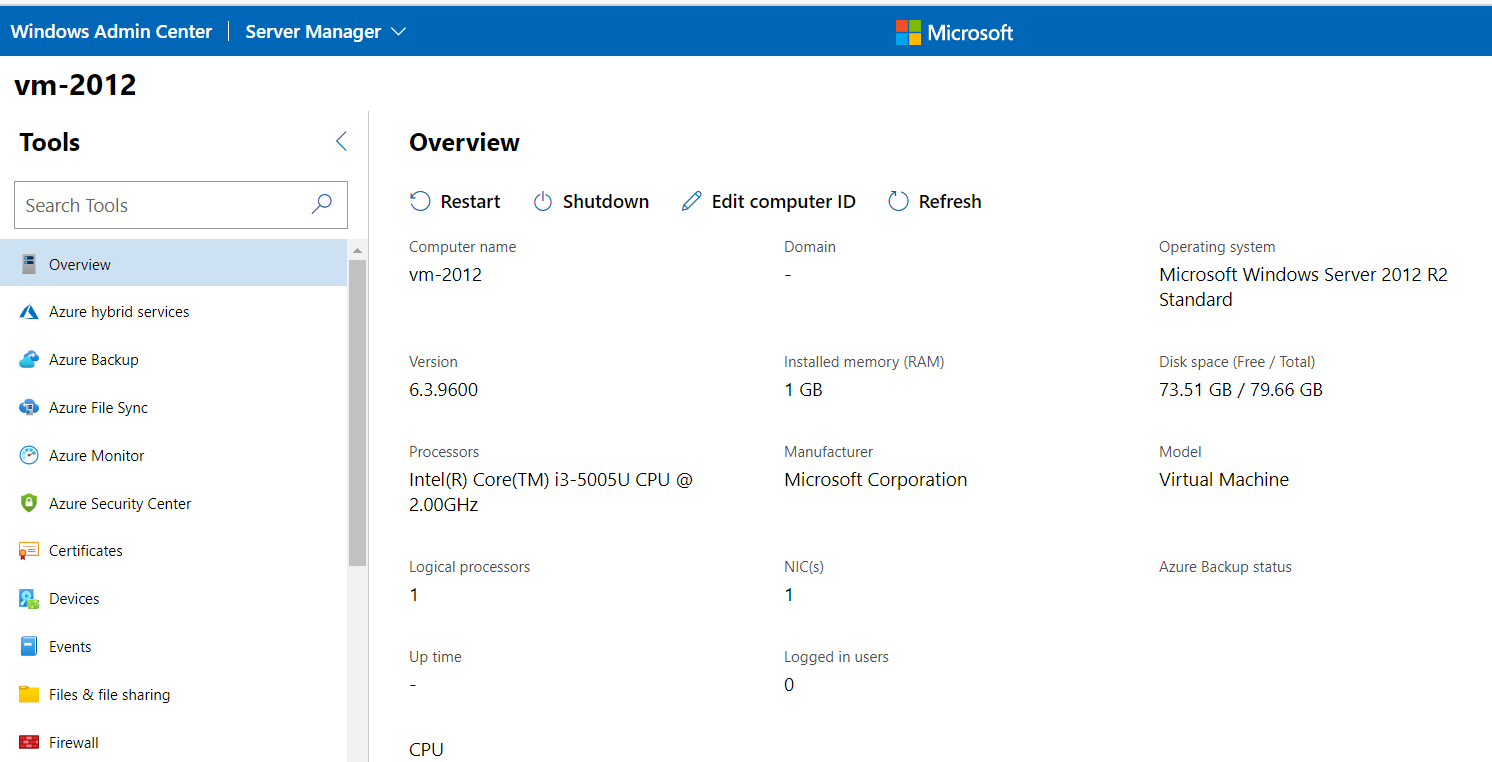 Windows Admin Center
Server Manager
Microsoft
vm-2012
Tools
Search Tools
Overview
Azure hybrid services
Azure Backup
Azure File Sync
Azure Monitor
Azure Security Center
Certificates
Devices
Events
Files & file sharing
Firewall
Overview
Restart
Shutdown
Edit computer ID
Refresh
Computer name
vm-2012
Domain
-
Operating system
Microsoft Windows Server 2012 R2
Standard
Version
6.3.9600
Installed memory (RAM)
1 GB
Disk space (Free / Total)
73.51 GB / 79.66 GB
Processors
Intel(R) Core(TM) i3-5005U CPU @
2.00GHz
Manufacturer
Microsoft Corporation
Model
Virtual Machine
Logical processors
1
NIC(s)
1
Azure Backup status
Up time
-
Logged in users
0
CPU